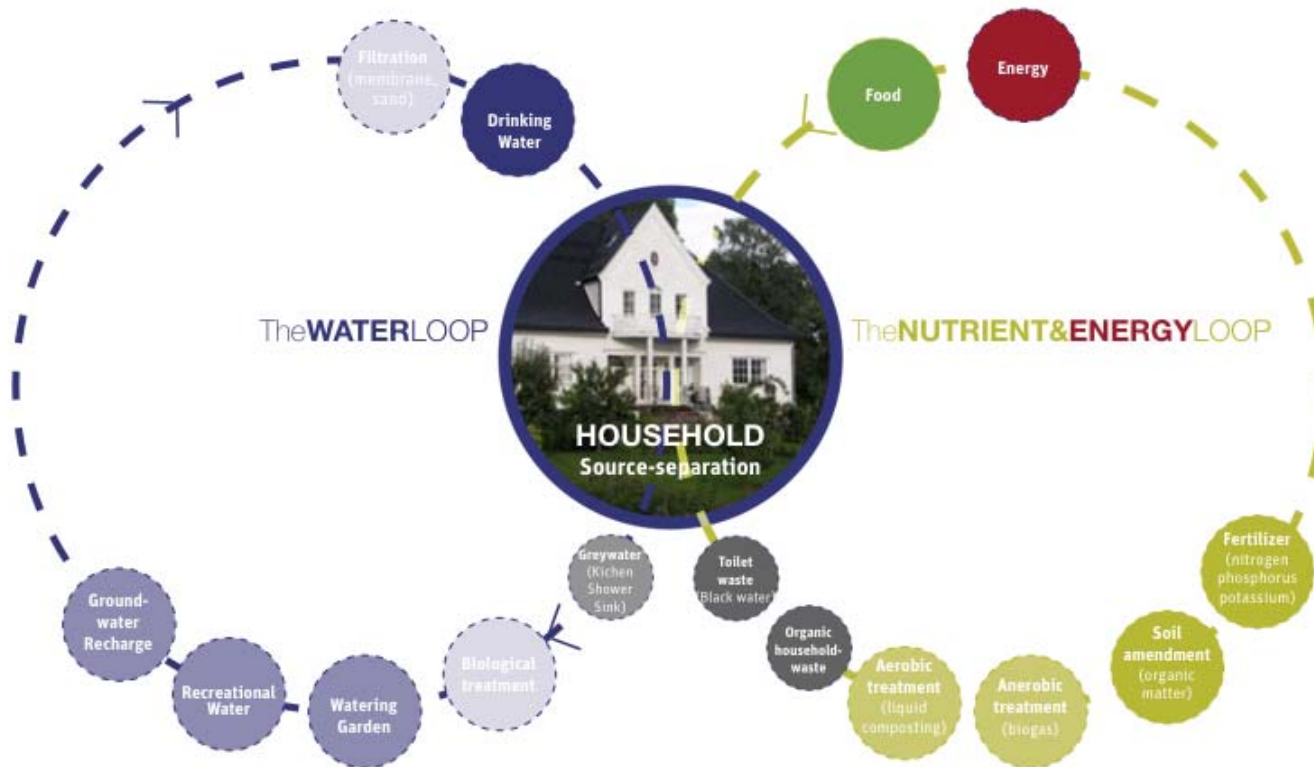 Filtration
(membrane,
sand)
Drinking
Water
Food
Energy
TheWATERLOOP
TheNUTRIENT&ENERGYLOOP
HOUSEHOLD
Source-separation
Greywater
(Kichen
Shower
Sink)
Toilet
waste
(Black water)
Organic
household-
waste
Ground-
water
Recharge
Recreational
Water
Watering
Garden
Biological
treatment
Aerobic
treatment
(liquid
composting)
Anerobic
treatment
(biogas)
Soil
amendment
(organic
matter)
Fertilizer
(nitrogen
phosphorus
potassium)